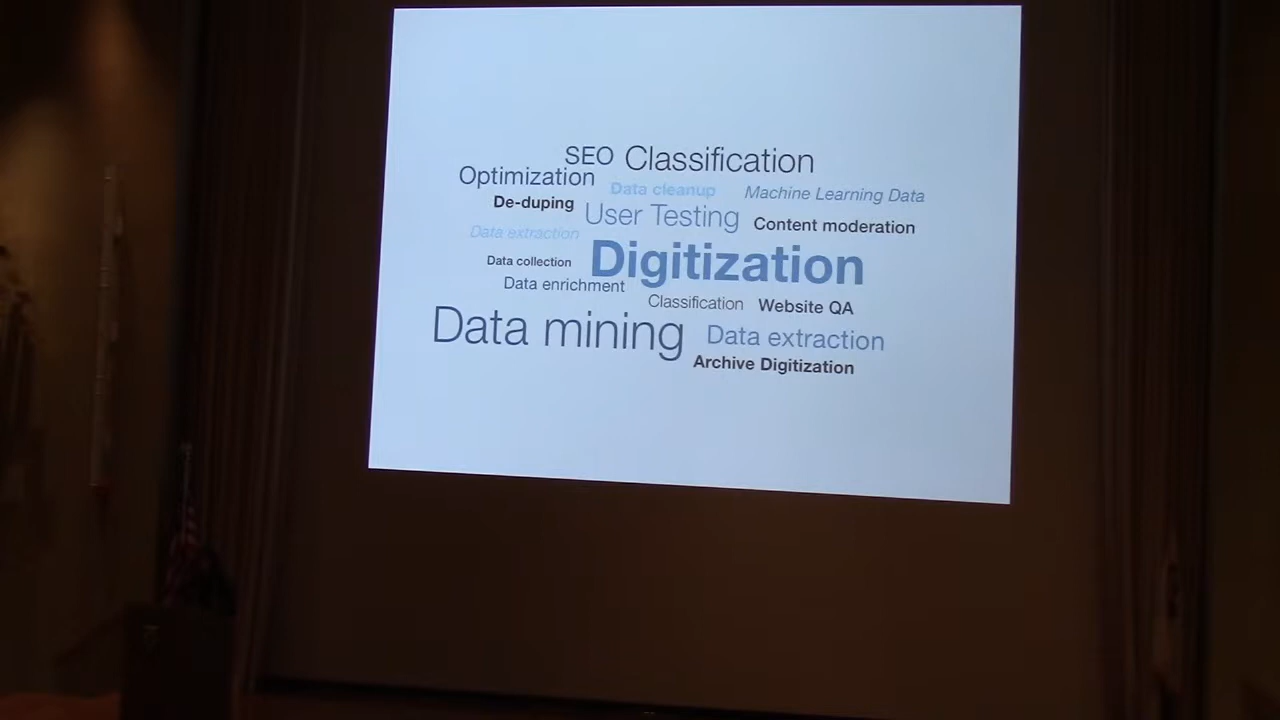 SEO Classification
Optimization Data cleanup Machine Learning Data
De-duping User Testing Content moderation
Data extraction
Data collection Digitization
Data enrichment
Classification Website QA
Data mining Data extraction
Archive Digitization